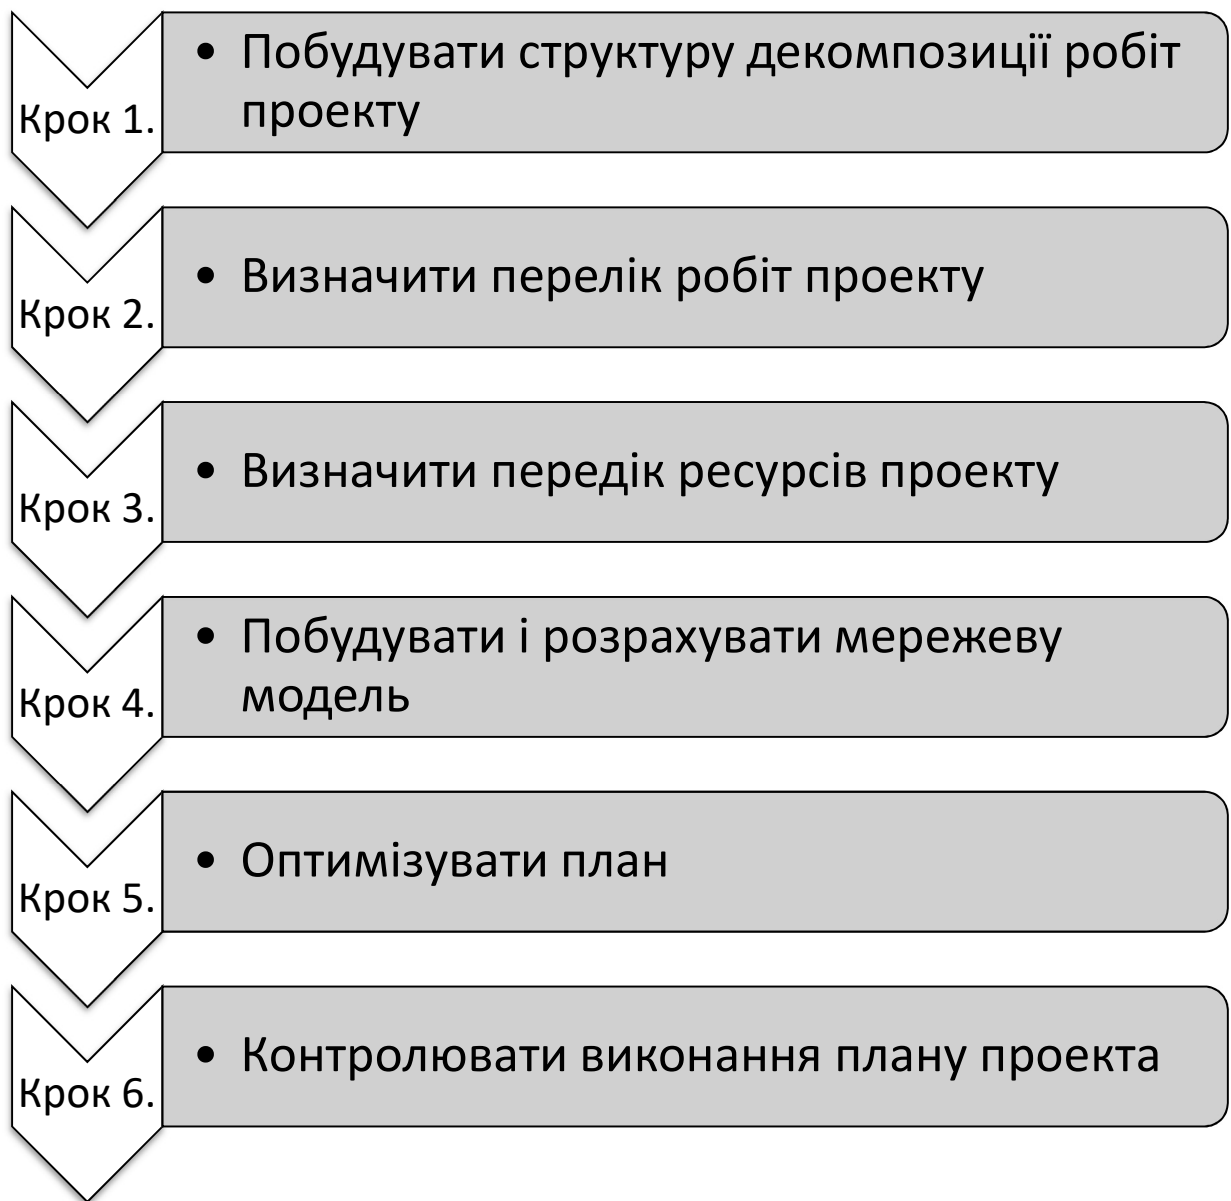 Крок 1.
• Побудувати структуру декомпозиції робіт
проекту
Крок 2.
• Визначити перелік робіт проекту
Крок 3.
• Визначити передік ресурсів проекту
Крок 4.
• Побудувати і розрахувати мережеву
модель
Крок 5.
• Оптимізувати план
Крок 6.
• Контролювати виконання плану проекта